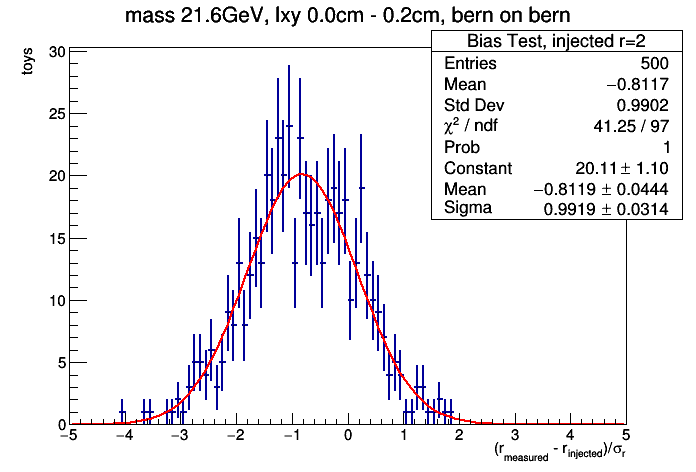 mass 21.6GeV, lxy 0.0cm - 0.2cm, bern on bern
Bias Test, injected r=2
Entries 500
Mean −0.8117
Std Dev 0.9902
χ² / ndf 41.25 / 97
Prob 1
Constant 20.11 ± 1.10
Mean −0.8119 ± 0.0444
Sigma 0.9919 ± 0.0314
toys
30
25
20
15
10
5
0
−5 −4 −3 −2 −1 0 1 2 3 4 5
(r_measured - r_injected)/σ_r